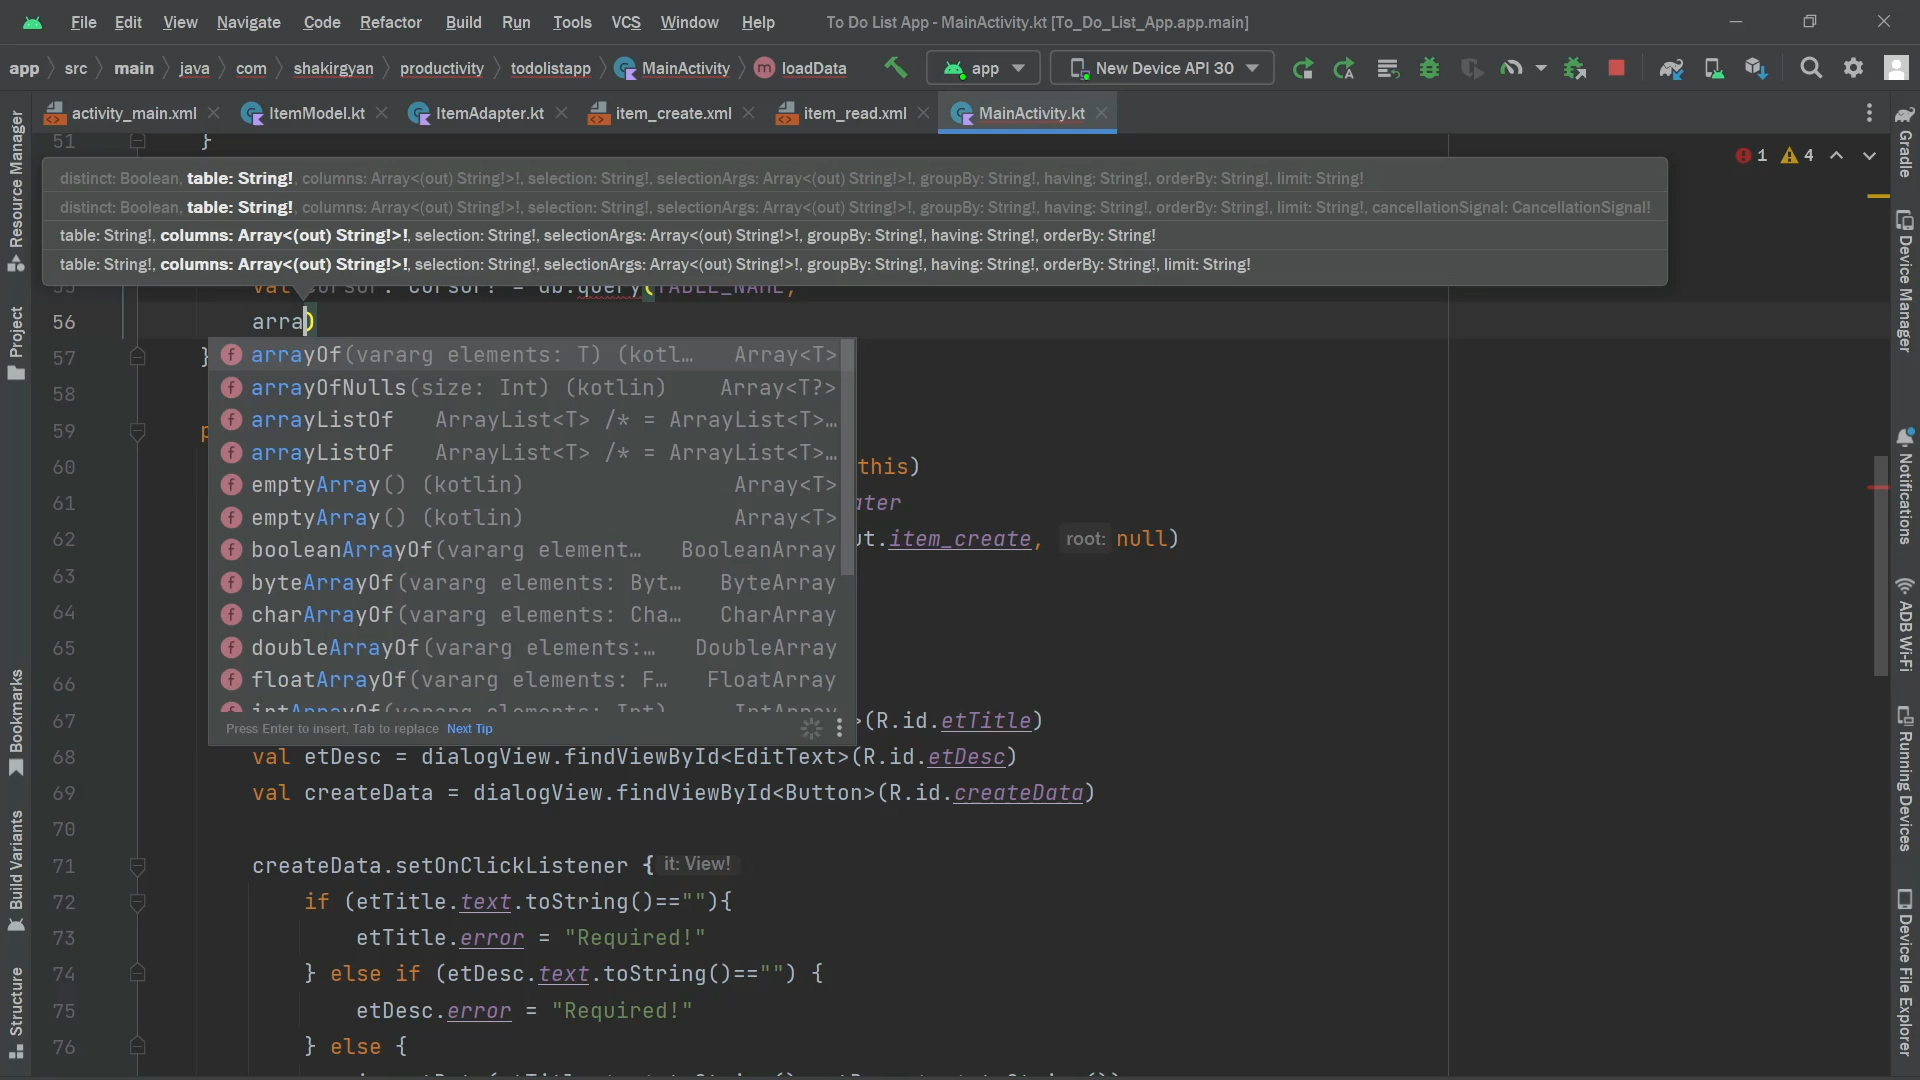 File Edit View Navigate Code Refactor Build Run Tools VCS Window Help To Do List App - MainActivity.kt [To_Do_List_App.app.main]
app src main java com shakirgyan productivity todolistapp MainActivity loadData app New Device API 30
activity_main.xml ItemModel.kt ItemAdapter.kt item_create.xml item_read.xml MainActivity.kt
51 }
1 4
distinct: Boolean, table: String!, columns: Array<(out) String!>!, selection: String!, selectionArgs: Array<(out) String!>!, groupBy: String!, having: String!, orderBy: String!, limit: String!
distinct: Boolean, table: String!, columns: Array<(out) String!>!, selection: String!, selectionArgs: Array<(out) String!>!, groupBy: String!, having: String!, orderBy: String!, limit: String!, cancellationSignal: CancellationSignal!
table: String!, columns: Array<(out) String!>!, selection: String!, selectionArgs: Array<(out) String!>!, groupBy: String!, having: String!, orderBy: String!
table: String!, columns: Array<(out) String!>!, selection: String!, selectionArgs: Array<(out) String!>!, groupBy: String!, having: String!, orderBy: String!, limit: String!
55 val cursor: Cursor! = db.query(TABLE_NAME,
56 arra)
57 }
arrayOf(vararg elements: T) (kotl… Array<T>
58
arrayOfNulls(size: Int) (kotlin) Array<T?>
arrayListOf ArrayList<T> /* = ArrayList<T>…
59 p
arrayListOf ArrayList<T> /* = ArrayList<T>…
60 this)
emptyArray() (kotlin) Array<T>
61 ater
emptyArray() (kotlin) Array<T>
62 ut.item_create, root: null)
booleanArrayOf(vararg element… BooleanArray
63
byteArrayOf(vararg elements: Byt… ByteArray
64
charArrayOf(vararg elements: Cha… CharArray
65
doubleArrayOf(vararg elements:… DoubleArray
66
floatArrayOf(vararg elements: F… FloatArray
intArrayOf(vararg elements: Int) IntArray
67 >(R.id.etTitle)
Press Enter to insert, Tab to replace Next Tip
68 val etDesc = dialogView.findViewById<EditText>(R.id.etDesc)
69 val createData = dialogView.findViewById<Button>(R.id.createData)
70
71 createData.setOnClickListener { it: View!
72 if (etTitle.text.toString()==""){
73 etTitle.error = "Required!"
74 } else if (etDesc.text.toString()=="") {
75 etDesc.error = "Required!"
76 } else {
Resource Manager
Project
Bookmarks
Build Variants
Structure
Gradle
Device Manager
Notifications
ADB Wi-Fi
Running Devices
Device File Explorer